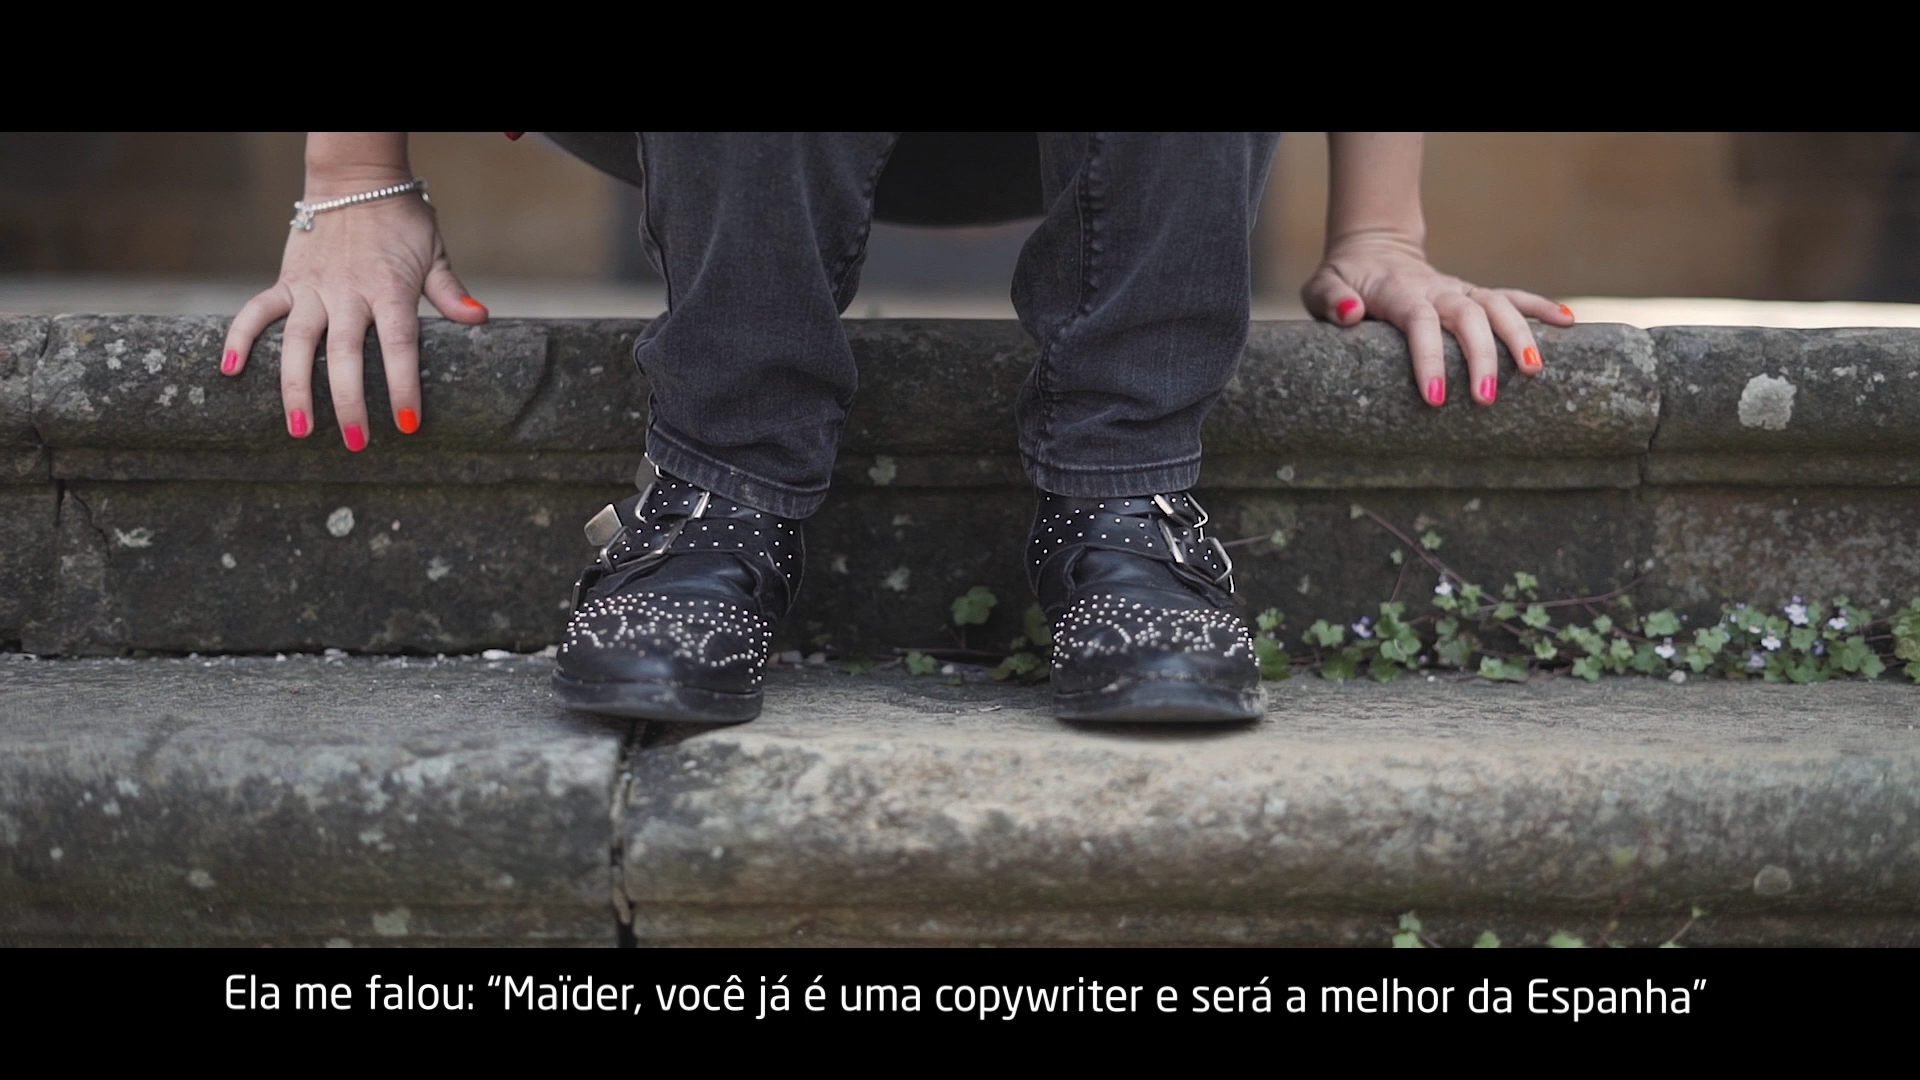 Ela me falou: “Maïder, você já é uma copywriter e será a melhor da Espanha”